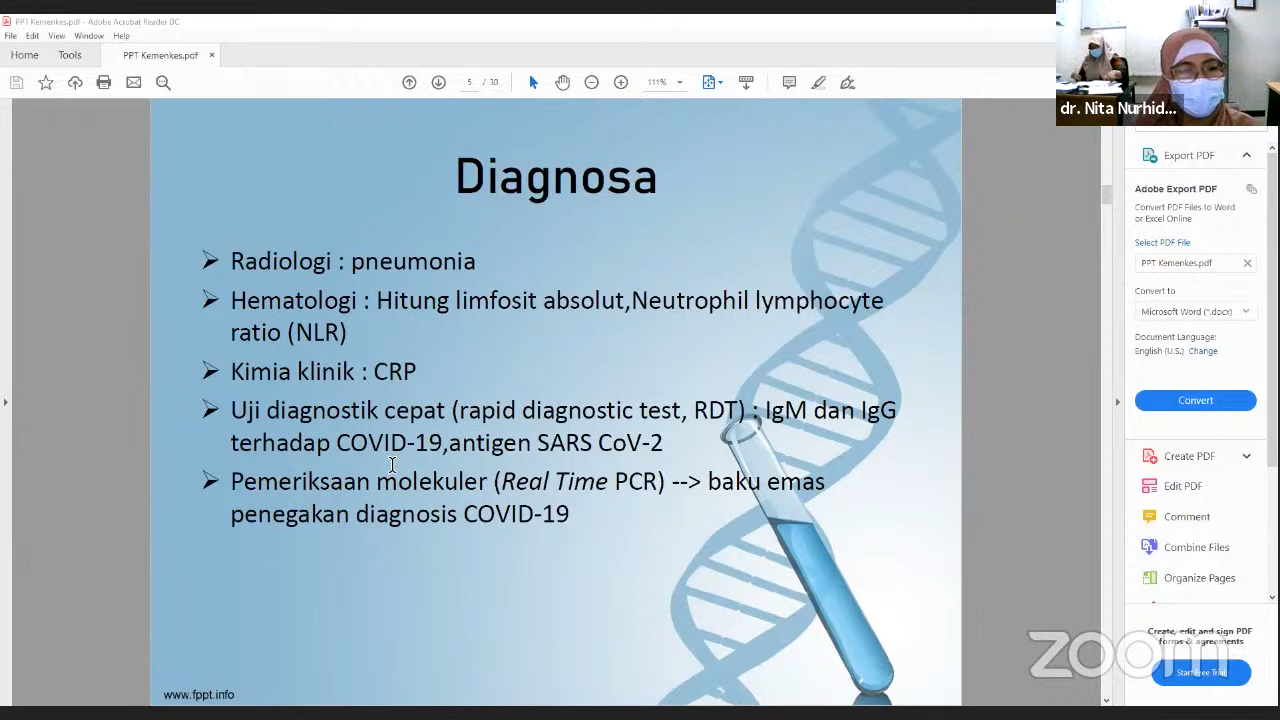 PPT Kemenkes.pdf - Adobe Acrobat Reader DC
File Edit View Window Help
Home Tools PPT Kemenkes.pdf ×
5 / 30 111%
dr. Nita Nurhid...
Diagnosa
Radiologi : pneumonia
Hematologi : Hitung limfosit absolut,Neutrophil lymphocyte
ratio (NLR)
Kimia klinik : CRP
Uji diagnostik cepat (rapid diagnostic test, RDT) : IgM dan IgG
terhadap COVID-19,antigen SARS CoV-2
Pemeriksaan molekuler (Real Time PCR) --> baku emas
penegakan diagnosis COVID-19
www.fppt.info
Export PDF
Adobe Export PDF
Convert PDF Files to Word
or Excel Online
Select PDF File
PPT Kemenkes.pdf
Convert to
Microsoft Word (*.docx)
Document Language:
English (U.S.) Change
Convert
Create PDF
Edit PDF
Comment
Combine Files
Organize Pages
Create, edit and sign PDF
forms & agreements
Start Free Trial
zoom